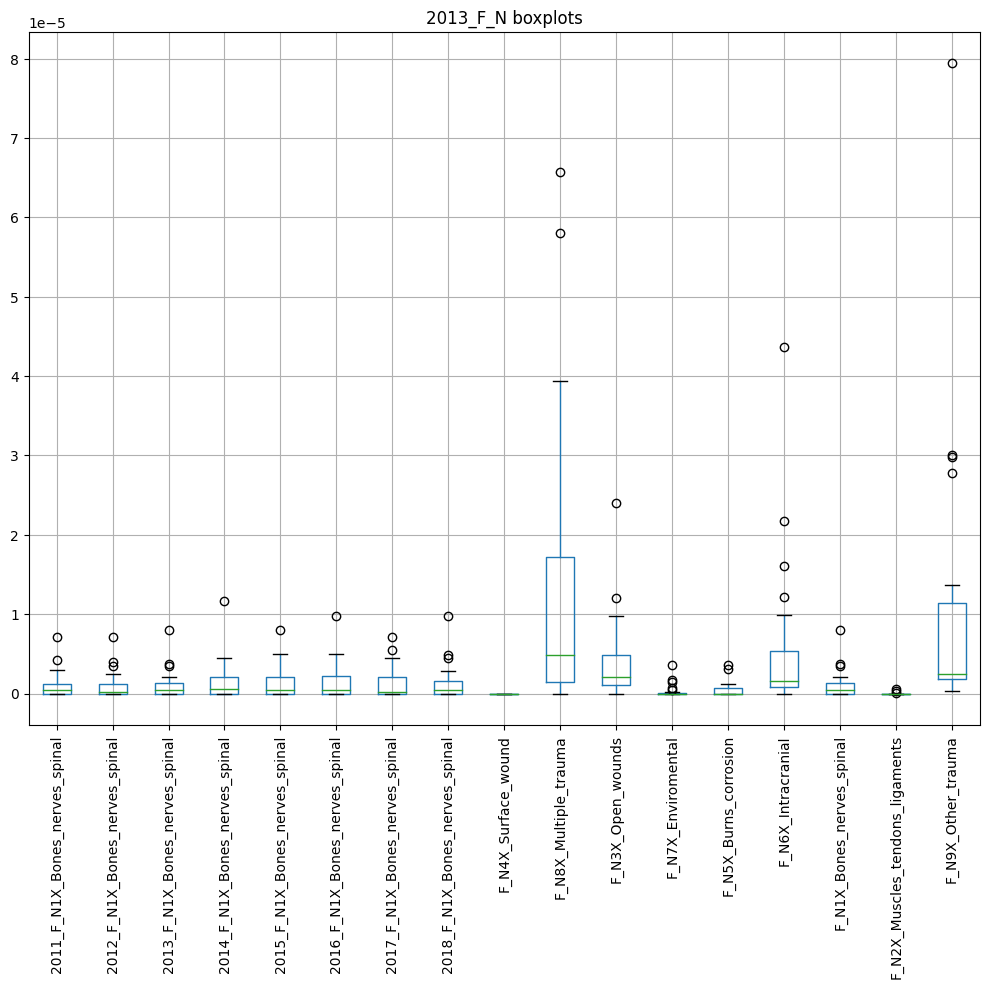 2013_F_N boxplots
1e−5
8
7
6
5
4
3
2
1
0
2011_F_N1X_Bones_nerves_spinal
2012_F_N1X_Bones_nerves_spinal
2013_F_N1X_Bones_nerves_spinal
2014_F_N1X_Bones_nerves_spinal
2015_F_N1X_Bones_nerves_spinal
2016_F_N1X_Bones_nerves_spinal
2017_F_N1X_Bones_nerves_spinal
2018_F_N1X_Bones_nerves_spinal
F_N4X_Surface_wound
F_N8X_Multiple_trauma
F_N3X_Open_wounds
F_N7X_Enviromental
F_N5X_Burns_corrosion
F_N6X_Intracranial
F_N1X_Bones_nerves_spinal
F_N2X_Muscles_tendons_ligaments
F_N9X_Other_trauma